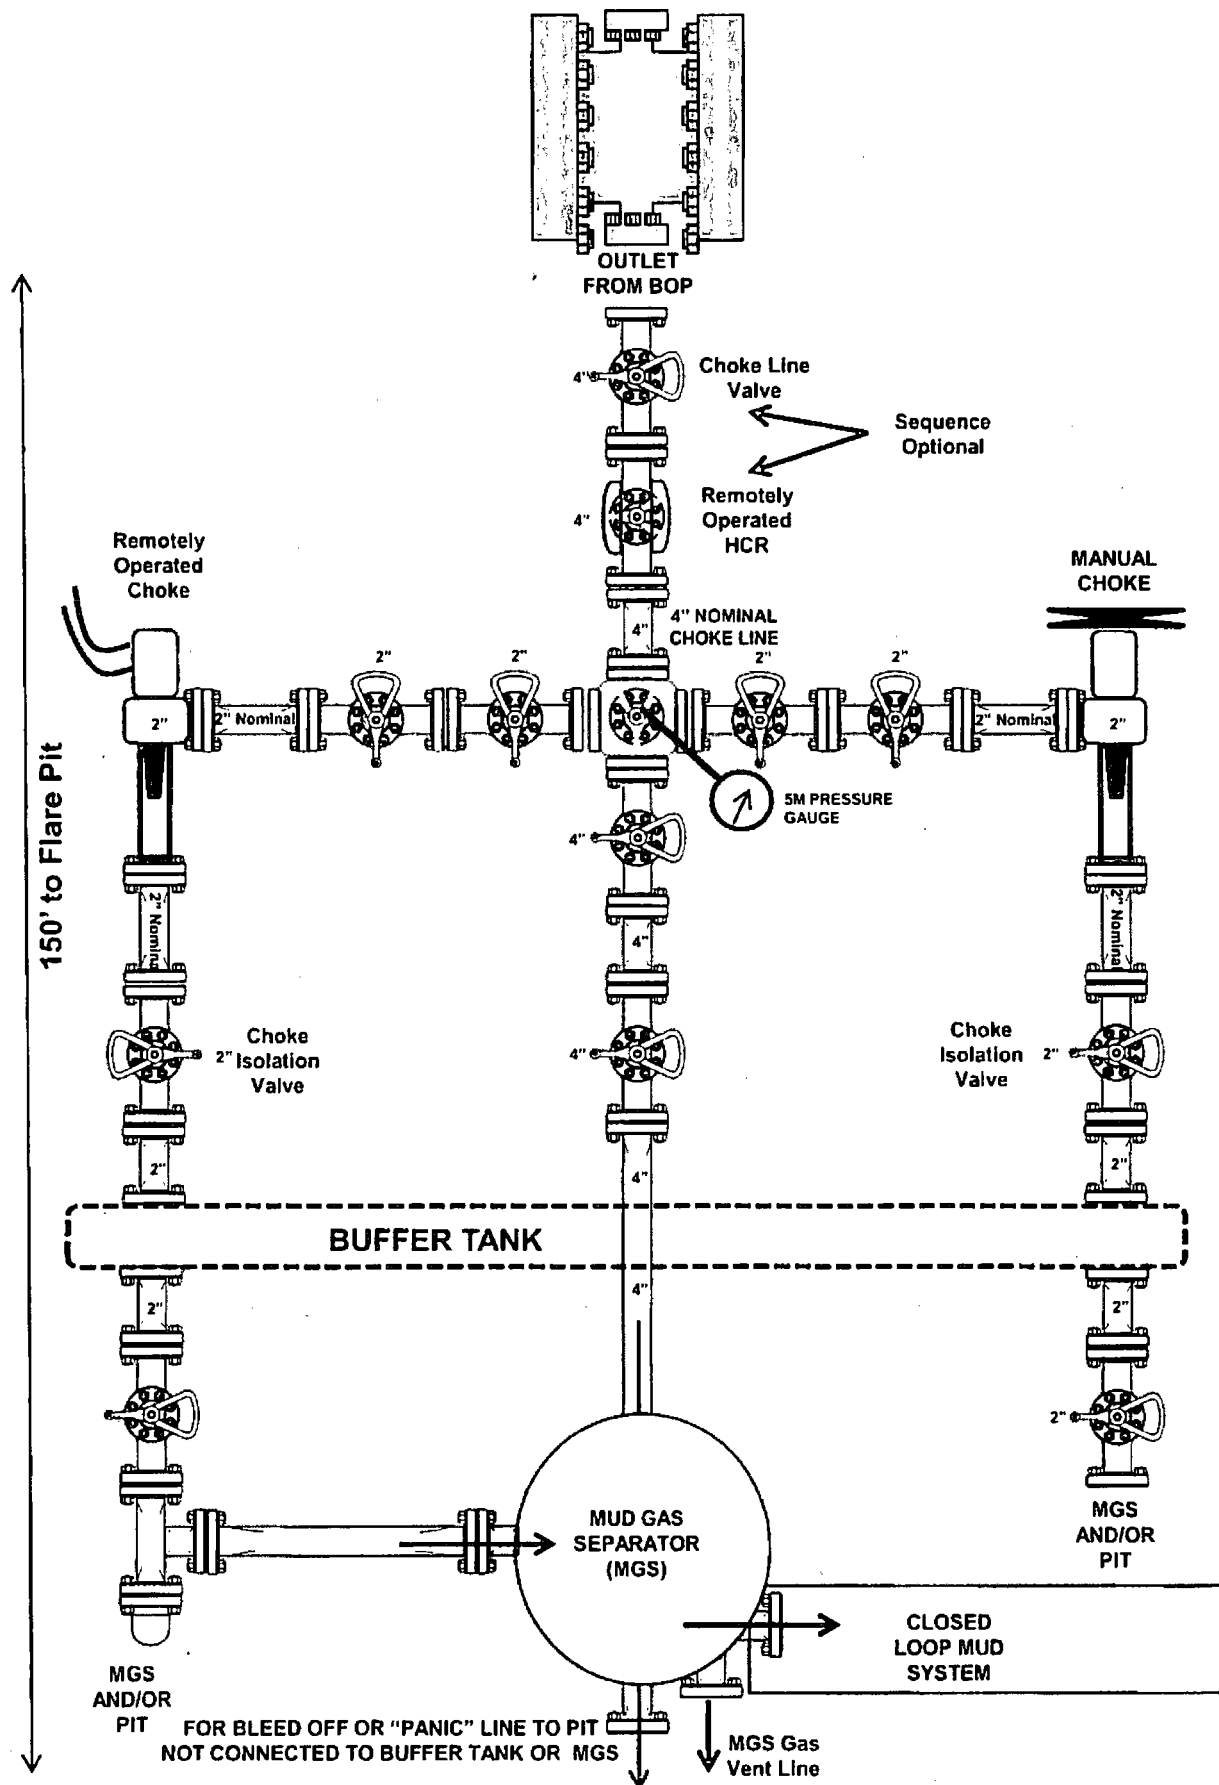 OUTLET
FROM BOP
4"
Choke Line
Valve
Sequence
Optional
4"
Remotely
Operated
HCR
Remotely
Operated
Choke
MANUAL
CHOKE
4"
4" NOMINAL
CHOKE LINE
2"
2"
2"
2"
2"
2" Nominal
2" Nominal
2"
5M PRESSURE
GAUGE
4"
150' to Flare Pit
2" Nominal
4"
2" Nominal
2"
Choke
Isolation
Valve
4"
Choke
Isolation
Valve
2"
2"
4"
2"
BUFFER TANK
2"
4"
2"
2"
MUD GAS
SEPARATOR
(MGS)
MGS
AND/OR
PIT
CLOSED
LOOP MUD
SYSTEM
MGS
AND/OR
PIT
FOR BLEED OFF OR "PANIC" LINE TO PIT
NOT CONNECTED TO BUFFER TANK OR MGS
MGS Gas
Vent Line